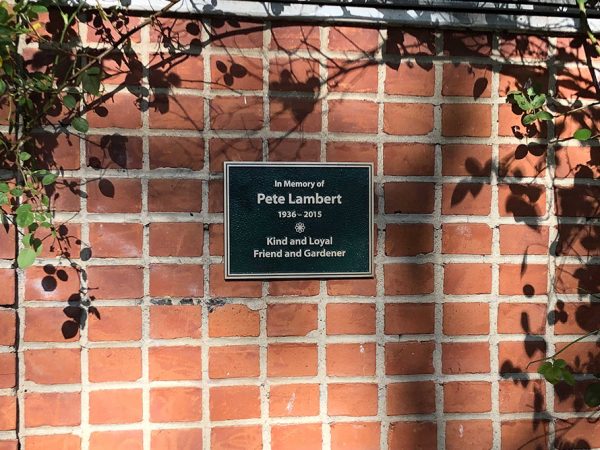 In Memory of
Pete Lambert
1936 – 2015
Kind and Loyal
Friend and Gardener